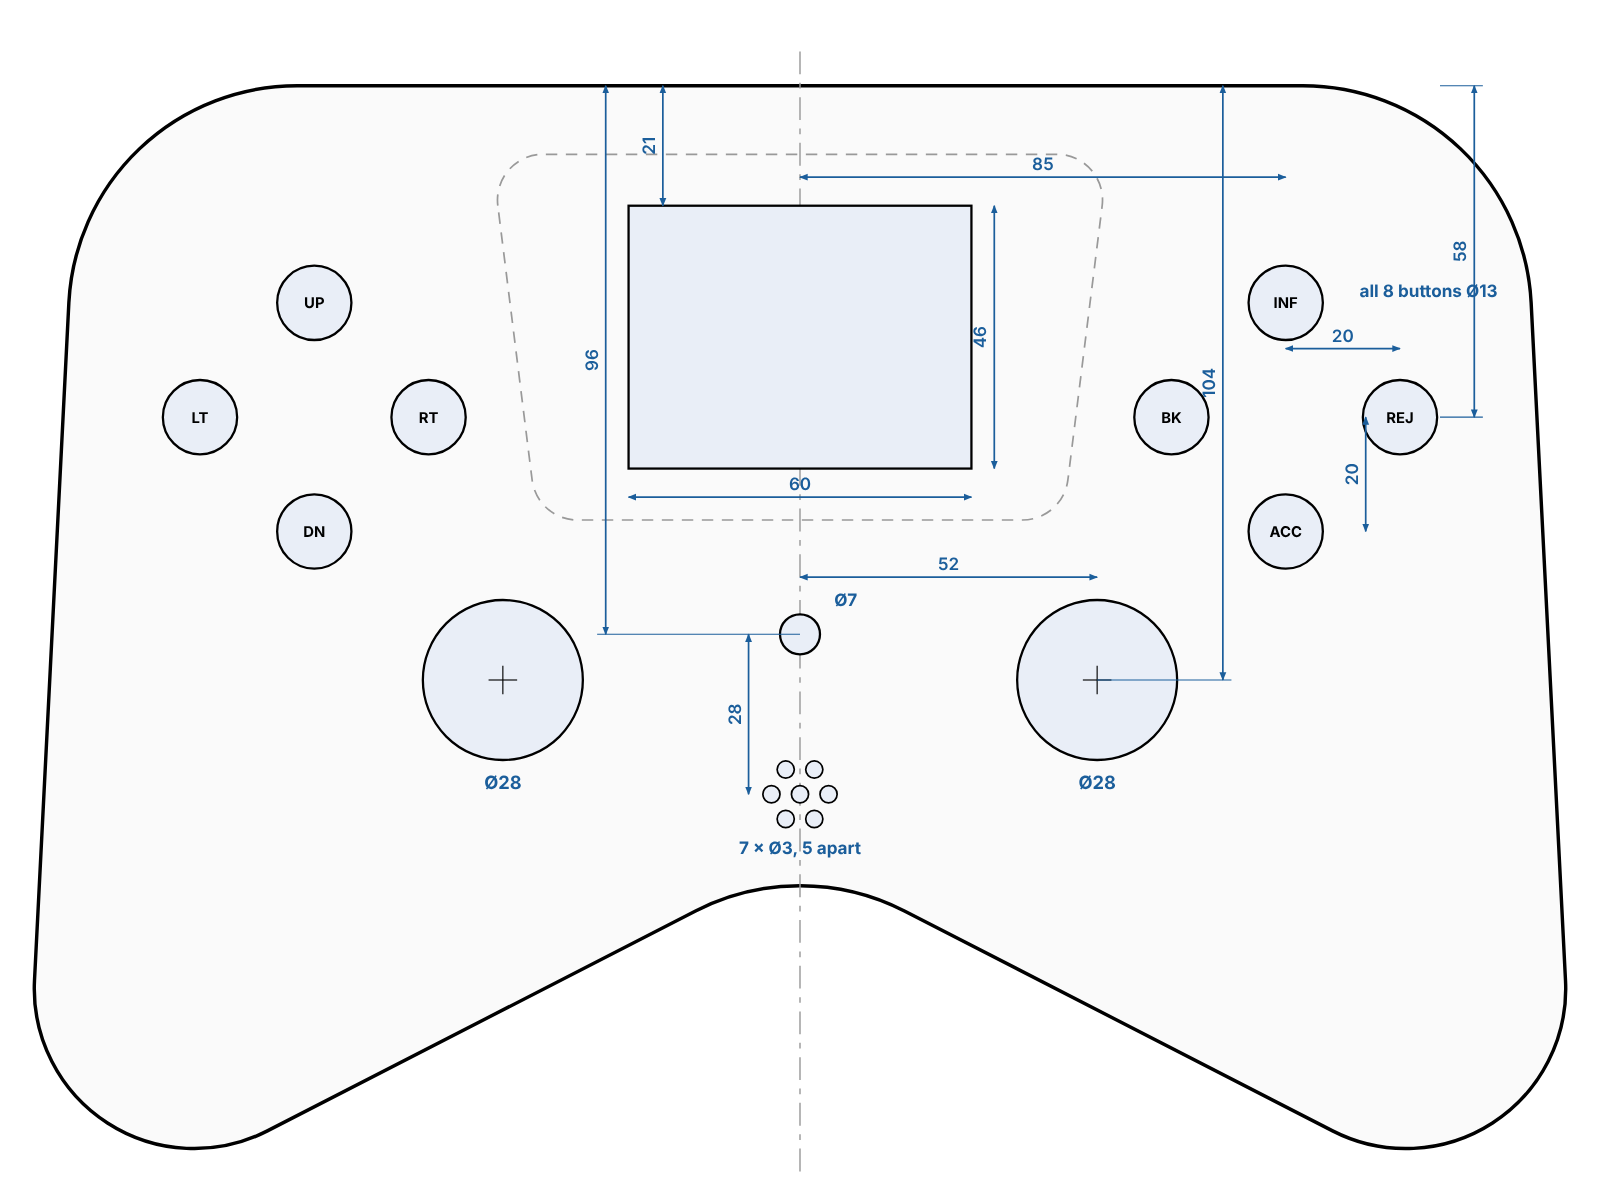 21
85
58
UP
INF
all 8 buttons Ø13
20
46
96
104
LT
RT
BK
REJ
20
60
DN
ACC
52
Ø7
28
Ø28
Ø28
7 × Ø3, 5 apart